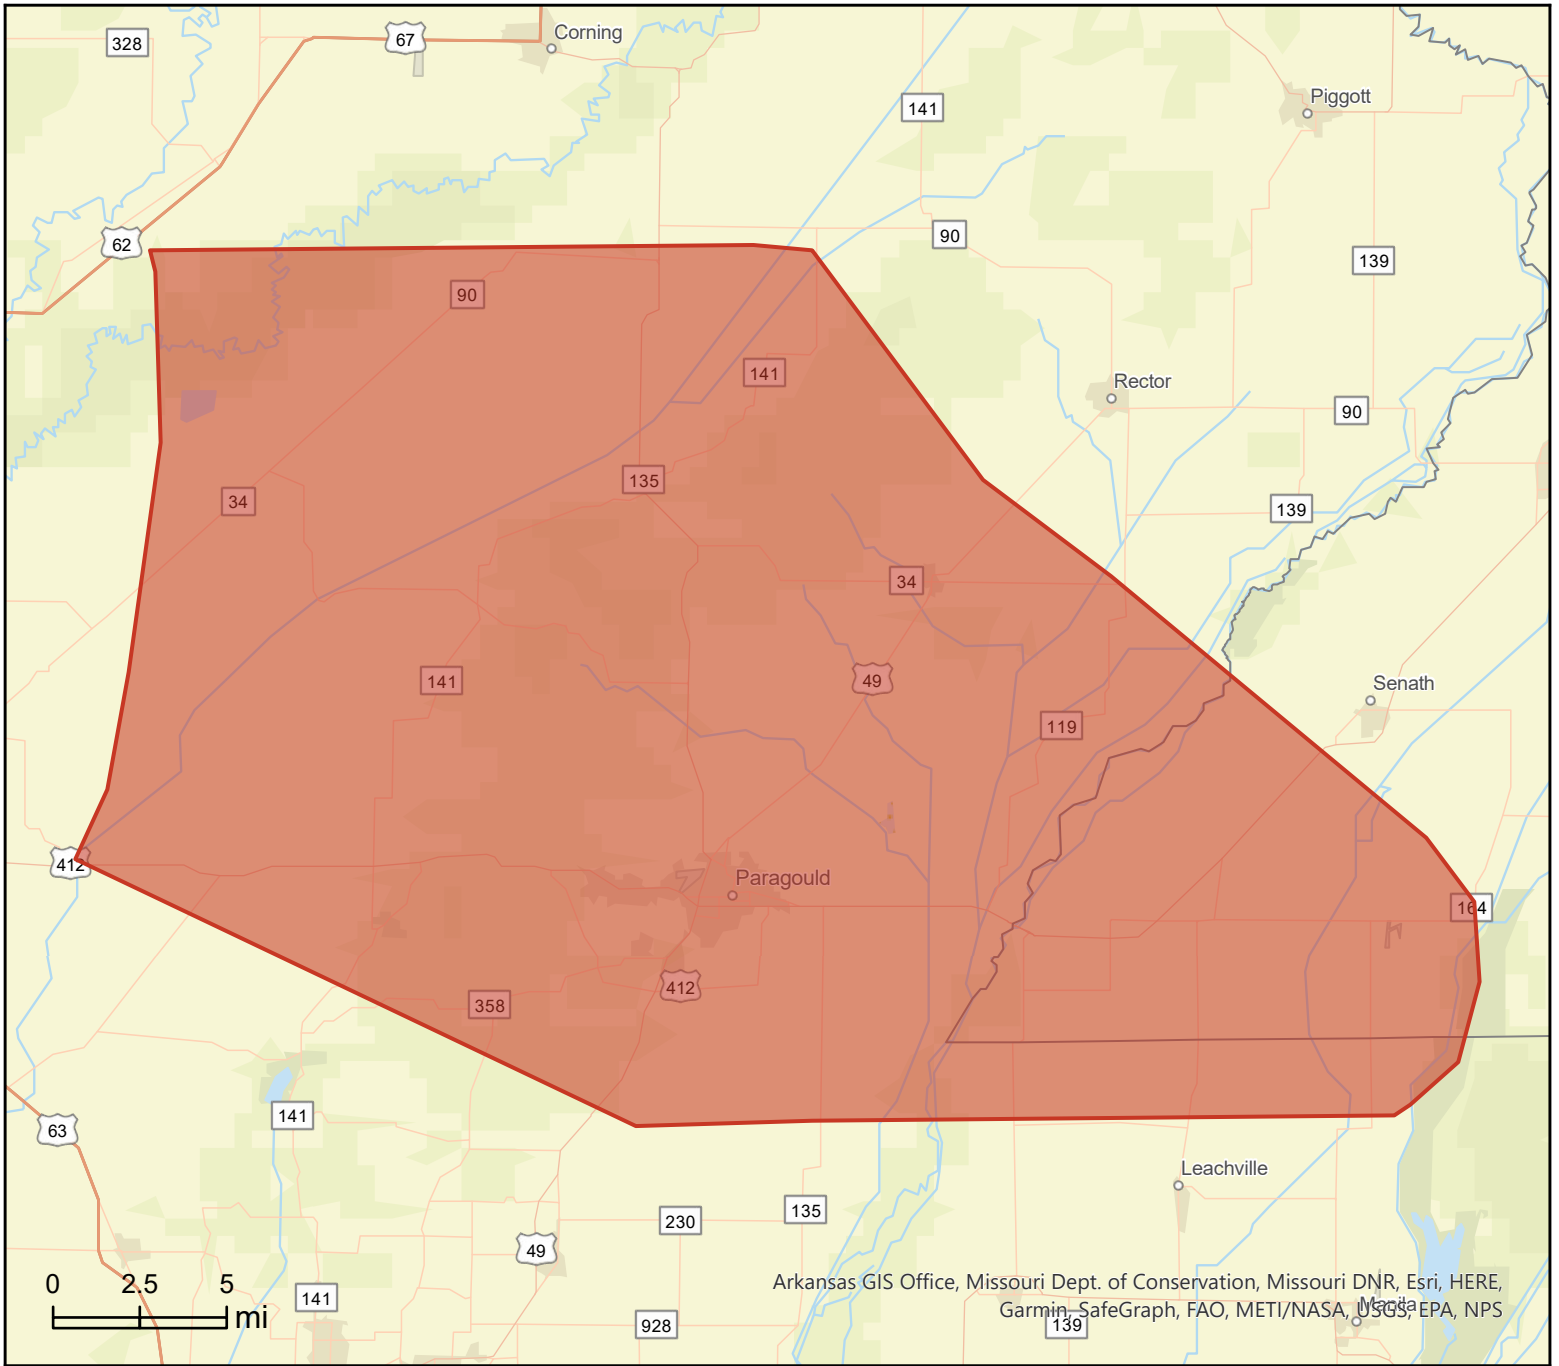 328
67
Corning
141
Piggott
62
90
139
90
141
Rector
90
135
34
139
34
141
49
Senath
119
412
Paragould
164
412
358
141
63
Leachville
135
230
49
0 2.5 5
mi
141
928
139
Manila
Arkansas GIS Office, Missouri Dept. of Conservation, Missouri DNR, Esri, HERE,
Garmin, SafeGraph, FAO, METI/NASA, USGS, EPA, NPS